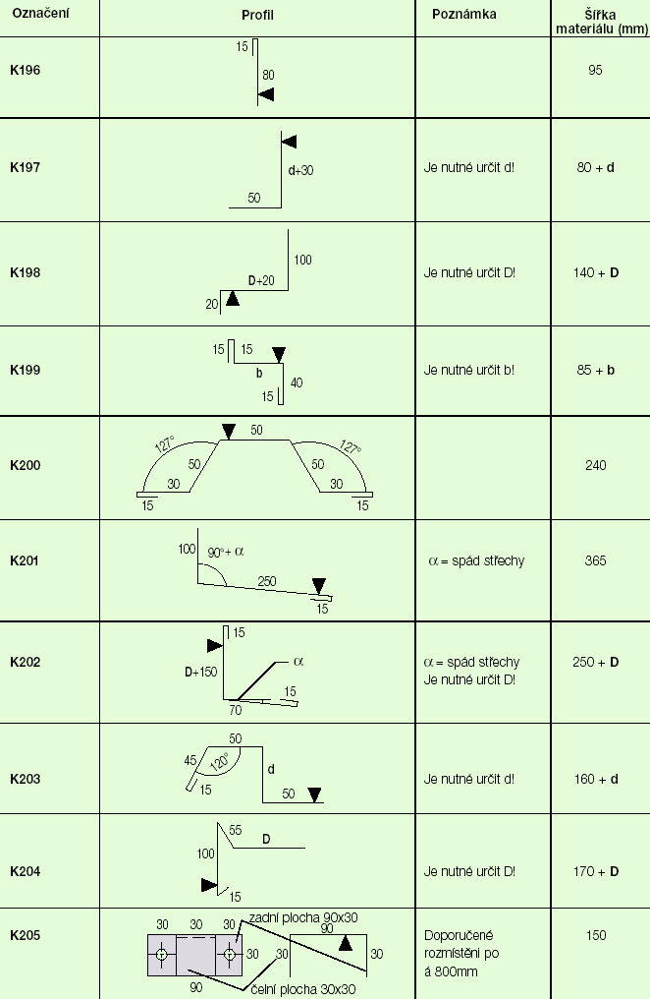 Označení Profil Poznámka Šířka
materiálu (mm)
15
K196 80 95
K197 d+30 Je nutné určit d! 80 + d
50
100
K198 D+20 Je nutné určit D! 140 + D
20
15 15
K199 b 40 Je nutné určit b! 85 + b
15
50
127° 127°
K200 50 50 240
30 30
15 15
100 90°+ α
K201 α = spád střechy 365
250
15
15
K202 D+150 α α = spád střechy 250 + D
Je nutné určit D!
15
70
50
45 120° d
K203 15 50 Je nutné určit d! 160 + d
55
D
100
K204 Je nutné určit D! 170 + D
15
zadní plocha 90x30
30 30 30 90
K205 Doporučené 150
30 30 30 rozmístění po
á 800mm
90 čelní plocha 30x30